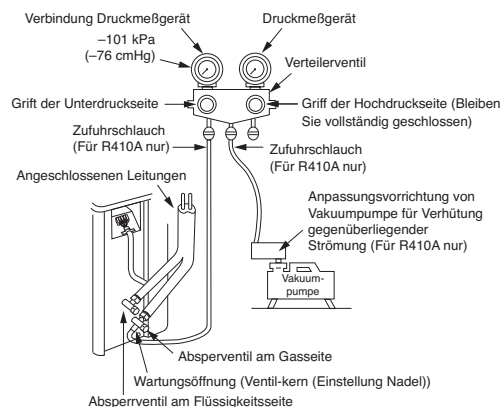 Verbindung Druckmeßgerät
–101 kPa
(–76 cmHg)
Druckmeßgerät
Verteilerventil
Grift der Unterdruckseite
Griff der Hochdruckseite (Bleiben
Sie vollständig geschlossen)
Zufuhrschlauch
(Für R410A nur)
Zufuhrschlauch
(Für R410A nur)
Angeschlossenen Leitungen
Anpassungsvorrichtung von
Vakuumpumpe für Verhütung
gegenüberliegender
Strömung (Für R410A nur)
Vakuum-
pumpe
Absperventil am Gasseite
Wartungsöffnung (Ventil-kern (Einstellung Nadel))
Absperrventil am Flüssigkeitsseite